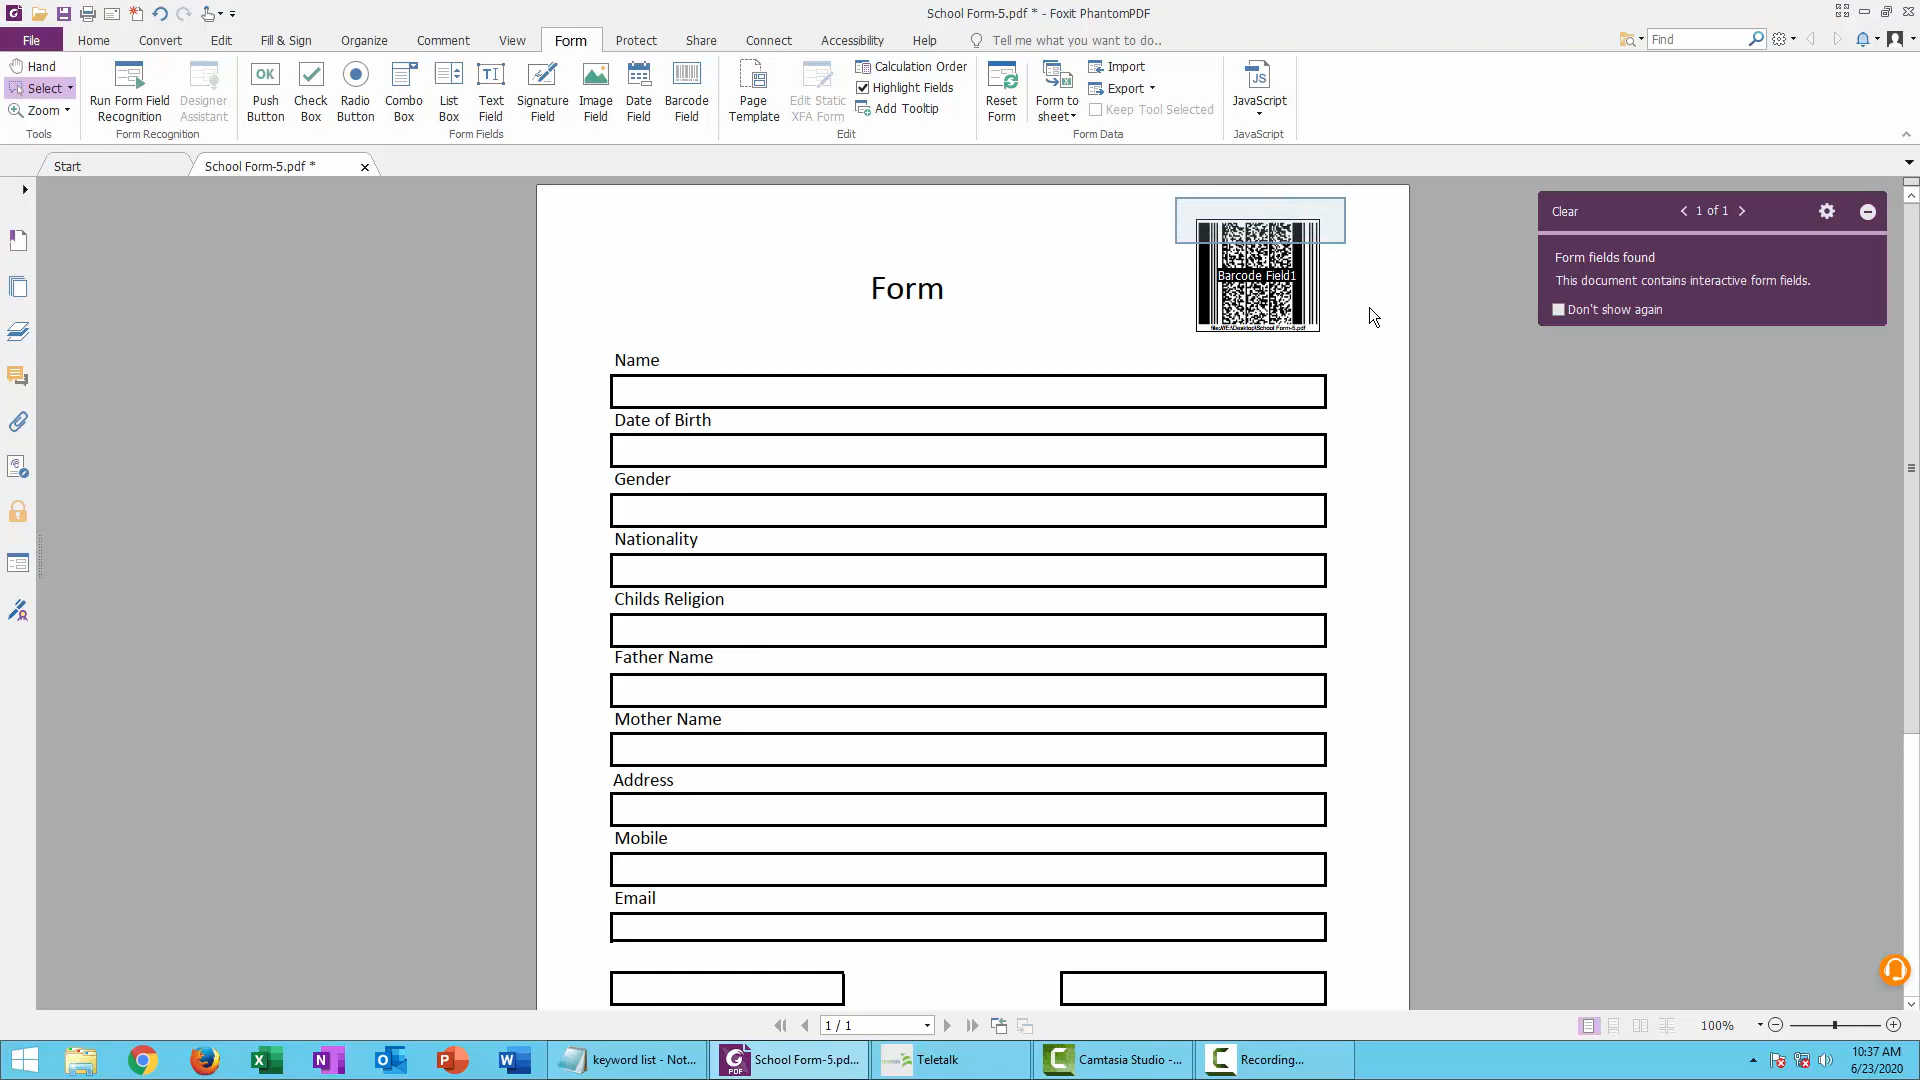 School Form-5.pdf * - Foxit PhantomPDF
File Home Convert Edit Fill & Sign Organize Comment View Form Protect Share Connect Accessibility Help Tell me what you want to do.. Find
Hand
Select
Zoom
Tools
Run Form Field Recognition
Designer Assistant
Form Recognition
OK
Push Button
Check Box
Radio Button
Combo Box
List Box
Text Field
Signature Field
Image Field
Date Field
Barcode Field
Form Fields
Page Template
Edit Static XFA Form
Calculation Order
Highlight Fields
Add Tooltip
Edit
Reset Form
Form to sheet
Import
Export
Keep Tool Selected
Form Data
JS
JavaScript
JavaScript
Start
School Form-5.pdf *
Clear
1 of 1
Form fields found
This document contains interactive form fields.
Don't show again
Barcode Field1
Form
Name
Date of Birth
Gender
Nationality
Childs Religion
Father Name
Mother Name
Address
Mobile
Email
1 / 1
100%
keyword list - Not...
PDF
School Form-5.pd...
Teletalk
Camtasia Studio -...
Recording...
10:37 AM
6/23/2020